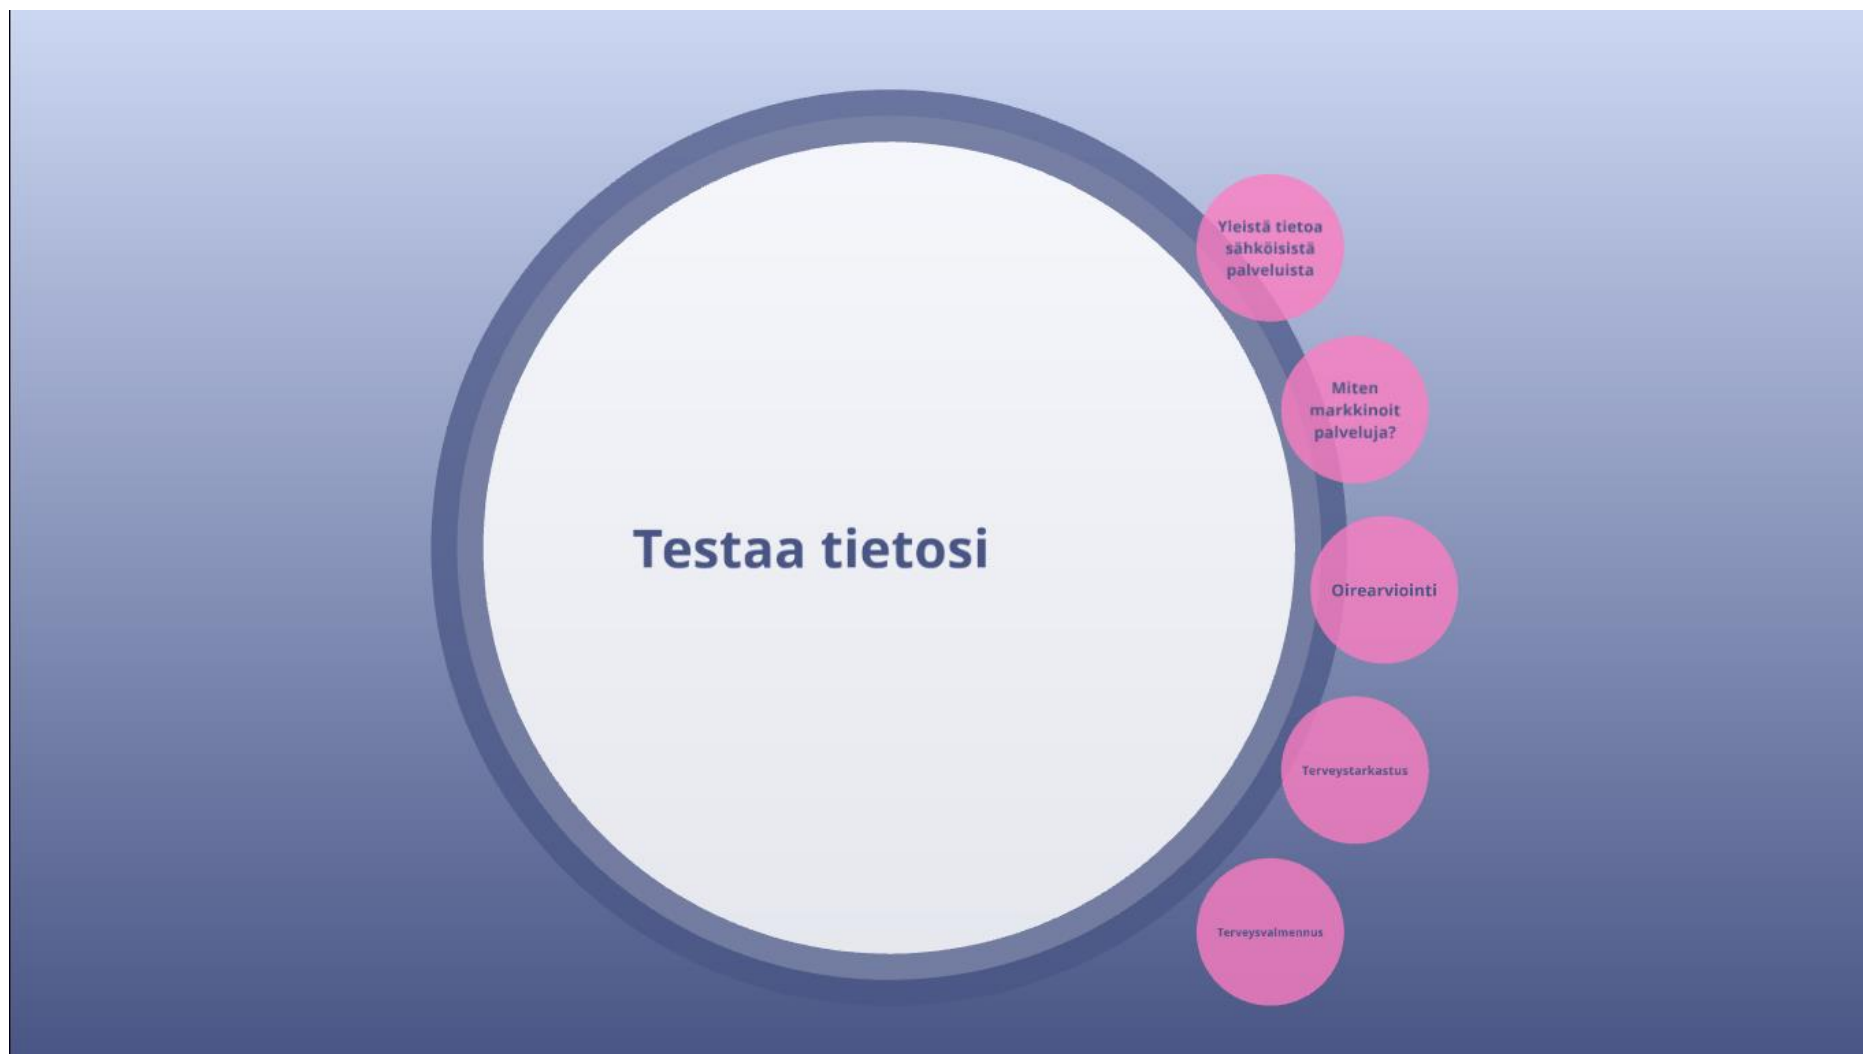 Testaa tietosi
Yleistä tietoa
sähköisistä
palveluista
Miten
markkinoit
palveluja?
Oirearviointi
Terveystarkastus
Terveysvalmennus